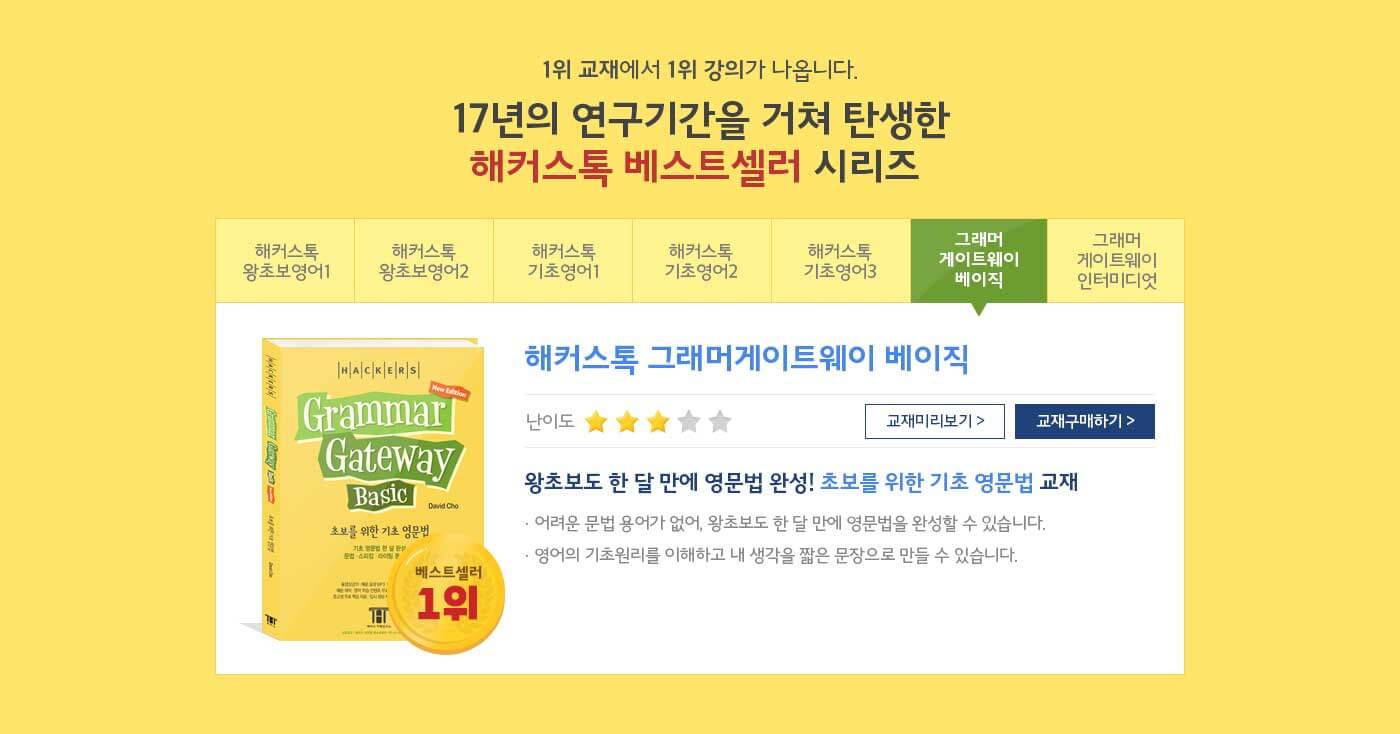 1위 교재에서 1위 강의가 나옵니다.
17년의 연구기간을 거쳐 탄생한
해커스톡 베스트셀러 시리즈
해커스톡
왕초보영어1
해커스톡
왕초보영어2
해커스톡
기초영어1
해커스톡
기초영어2
해커스톡
기초영어3
그래머
게이트웨이
베이직
그래머
게이트웨이
인터미디엇
HACKERS
New Edition
Grammar
Gateway
Basic
David Cho
초보를 위한 기초 영문법
기초 영문법 한 달 완성
문법·스피킹·라이팅
베스트셀러
1위
HACKERS
Grammar Gateway Basic
David Cho
해커스톡 그래머게이트웨이 베이직
난이도
교재미리보기 >
교재구매하기 >
왕초보도 한 달 만에 영문법 완성! 초보를 위한 기초 영문법 교재
· 어려운 문법 용어가 없어, 왕초보도 한 달 만에 영문법을 완성할 수 있습니다.
· 영어의 기초원리를 이해하고 내 생각을 짧은 문장으로 만들 수 있습니다.